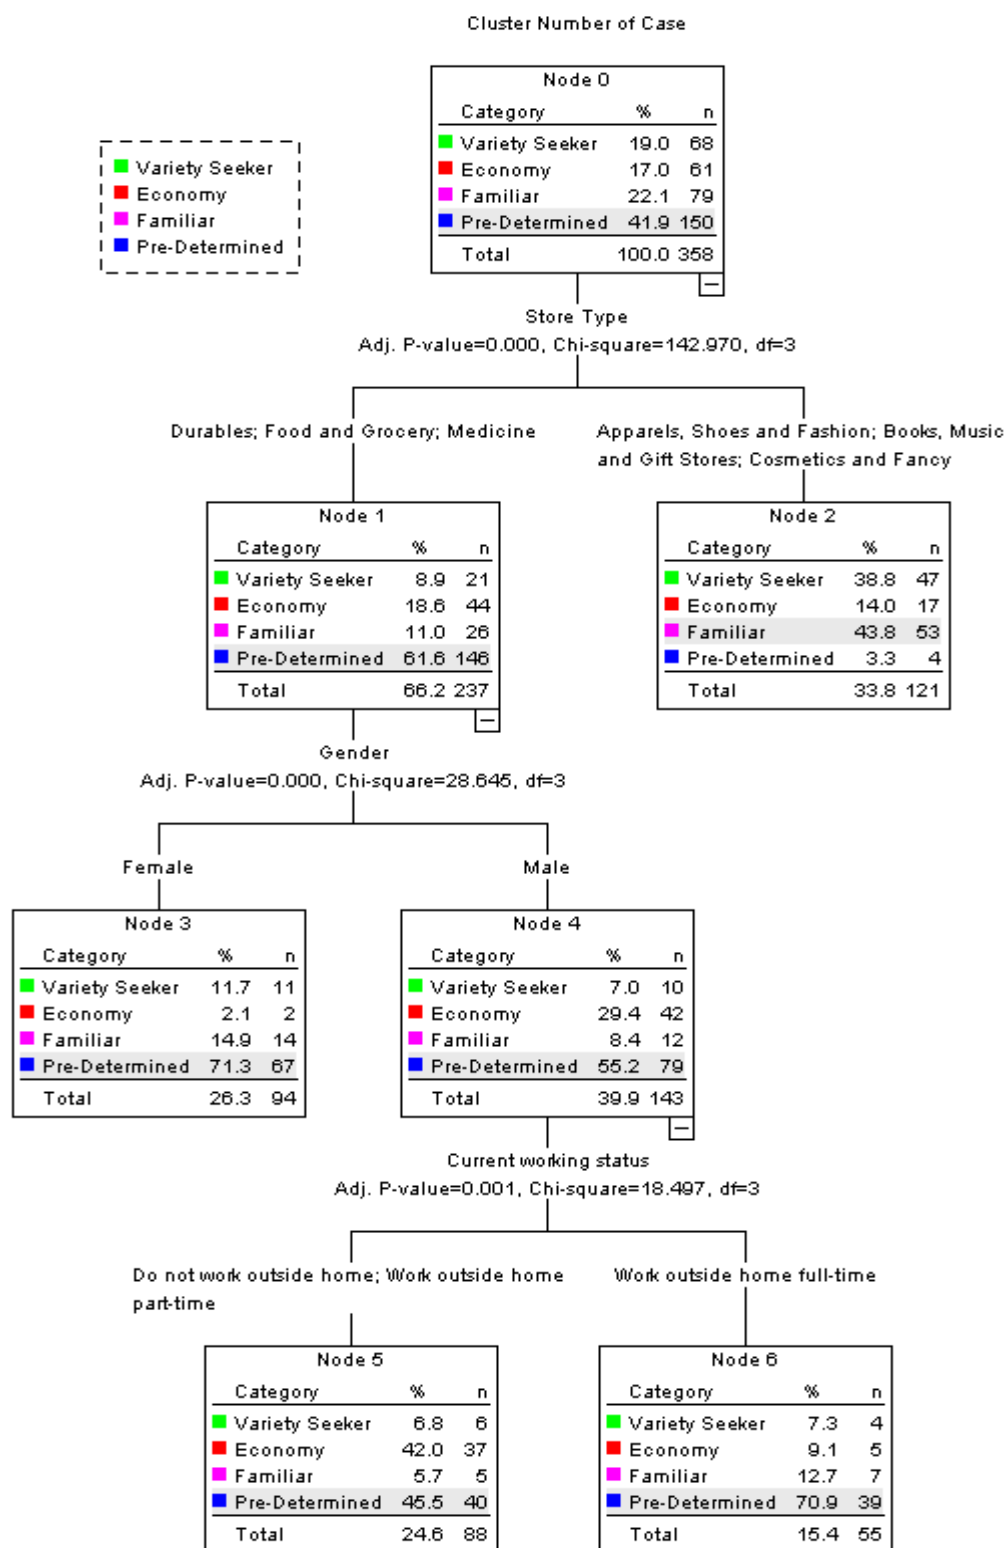 Cluster Number of Case
Node 0
Category % n
Variety Seeker 19.0 68
Economy 17.0 61
Familiar 22.1 79
Pre-Determined 41.9 150
Total 100.0 358
Variety Seeker
Economy
Familiar
Pre-Determined
Store Type
Adj. P-value=0.000, Chi-square=142.970, df=3
Durables; Food and Grocery; Medicine
Apparels, Shoes and Fashion; Books, Music
and Gift Stores; Cosmetics and Fancy
Node 1
Category % n
Variety Seeker 8.9 21
Economy 18.6 44
Familiar 11.0 26
Pre-Determined 61.6 146
Total 66.2 237
Node 2
Category % n
Variety Seeker 38.8 47
Economy 14.0 17
Familiar 43.8 53
Pre-Determined 3.3 4
Total 33.8 121
Gender
Adj. P-value=0.000, Chi-square=28.645, df=3
Female
Male
Node 3
Category % n
Variety Seeker 11.7 11
Economy 2.1 2
Familiar 14.9 14
Pre-Determined 71.3 67
Total 26.3 94
Node 4
Category % n
Variety Seeker 7.0 10
Economy 29.4 42
Familiar 8.4 12
Pre-Determined 55.2 79
Total 39.9 143
Current working status
Adj. P-value=0.001, Chi-square=18.497, df=3
Do not work outside home; Work outside home
part-time
Work outside home full-time
Node 5
Category % n
Variety Seeker 6.8 6
Economy 42.0 37
Familiar 5.7 5
Pre-Determined 45.5 40
Total 24.6 88
Node 6
Category % n
Variety Seeker 7.3 4
Economy 9.1 5
Familiar 12.7 7
Pre-Determined 70.9 39
Total 15.4 55